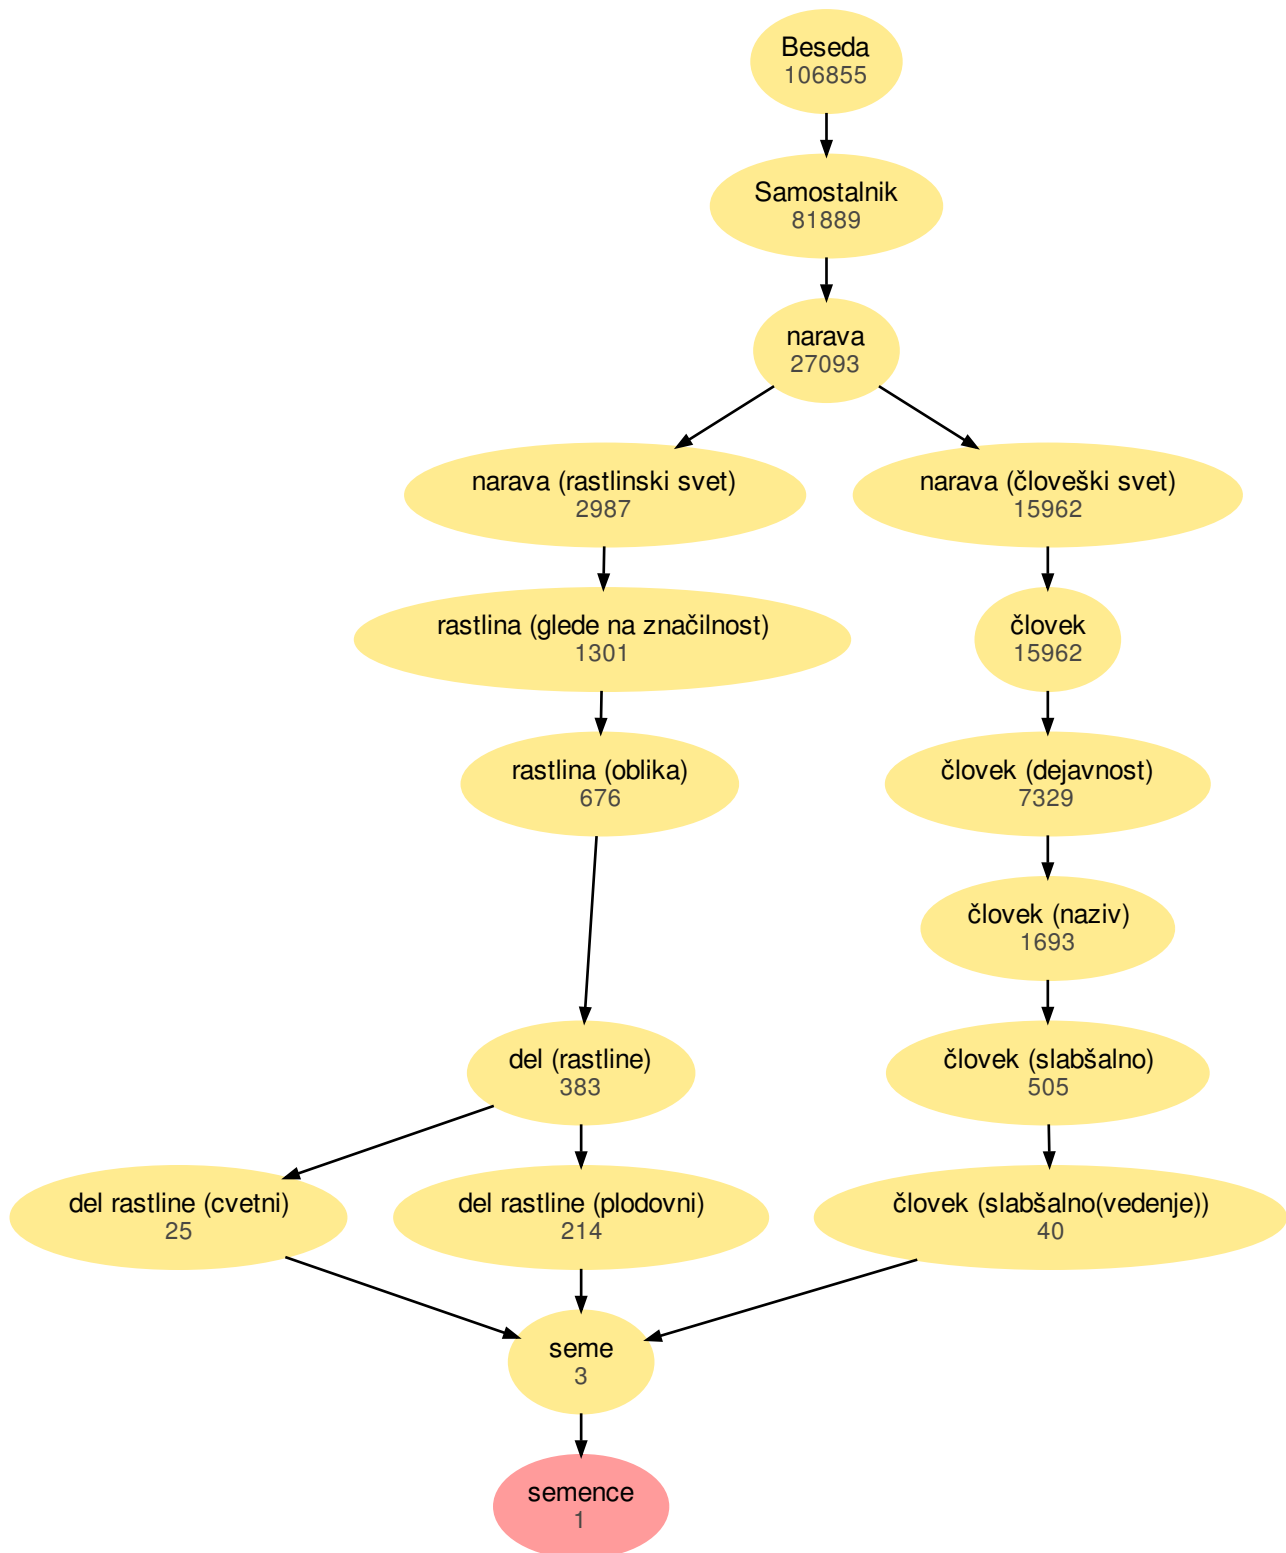 Beseda
106855
Samostalnik
81889
narava
27093
narava (rastlinski svet)
2987
narava (človeški svet)
15962
rastlina (glede na značilnost)
1301
človek
15962
rastlina (oblika)
676
človek (dejavnost)
7329
človek (naziv)
1693
del (rastline)
383
človek (slabšalno)
505
del rastline (cvetni)
25
del rastline (plodovni)
214
človek (slabšalno(vedenje))
40
seme
3
semence
1